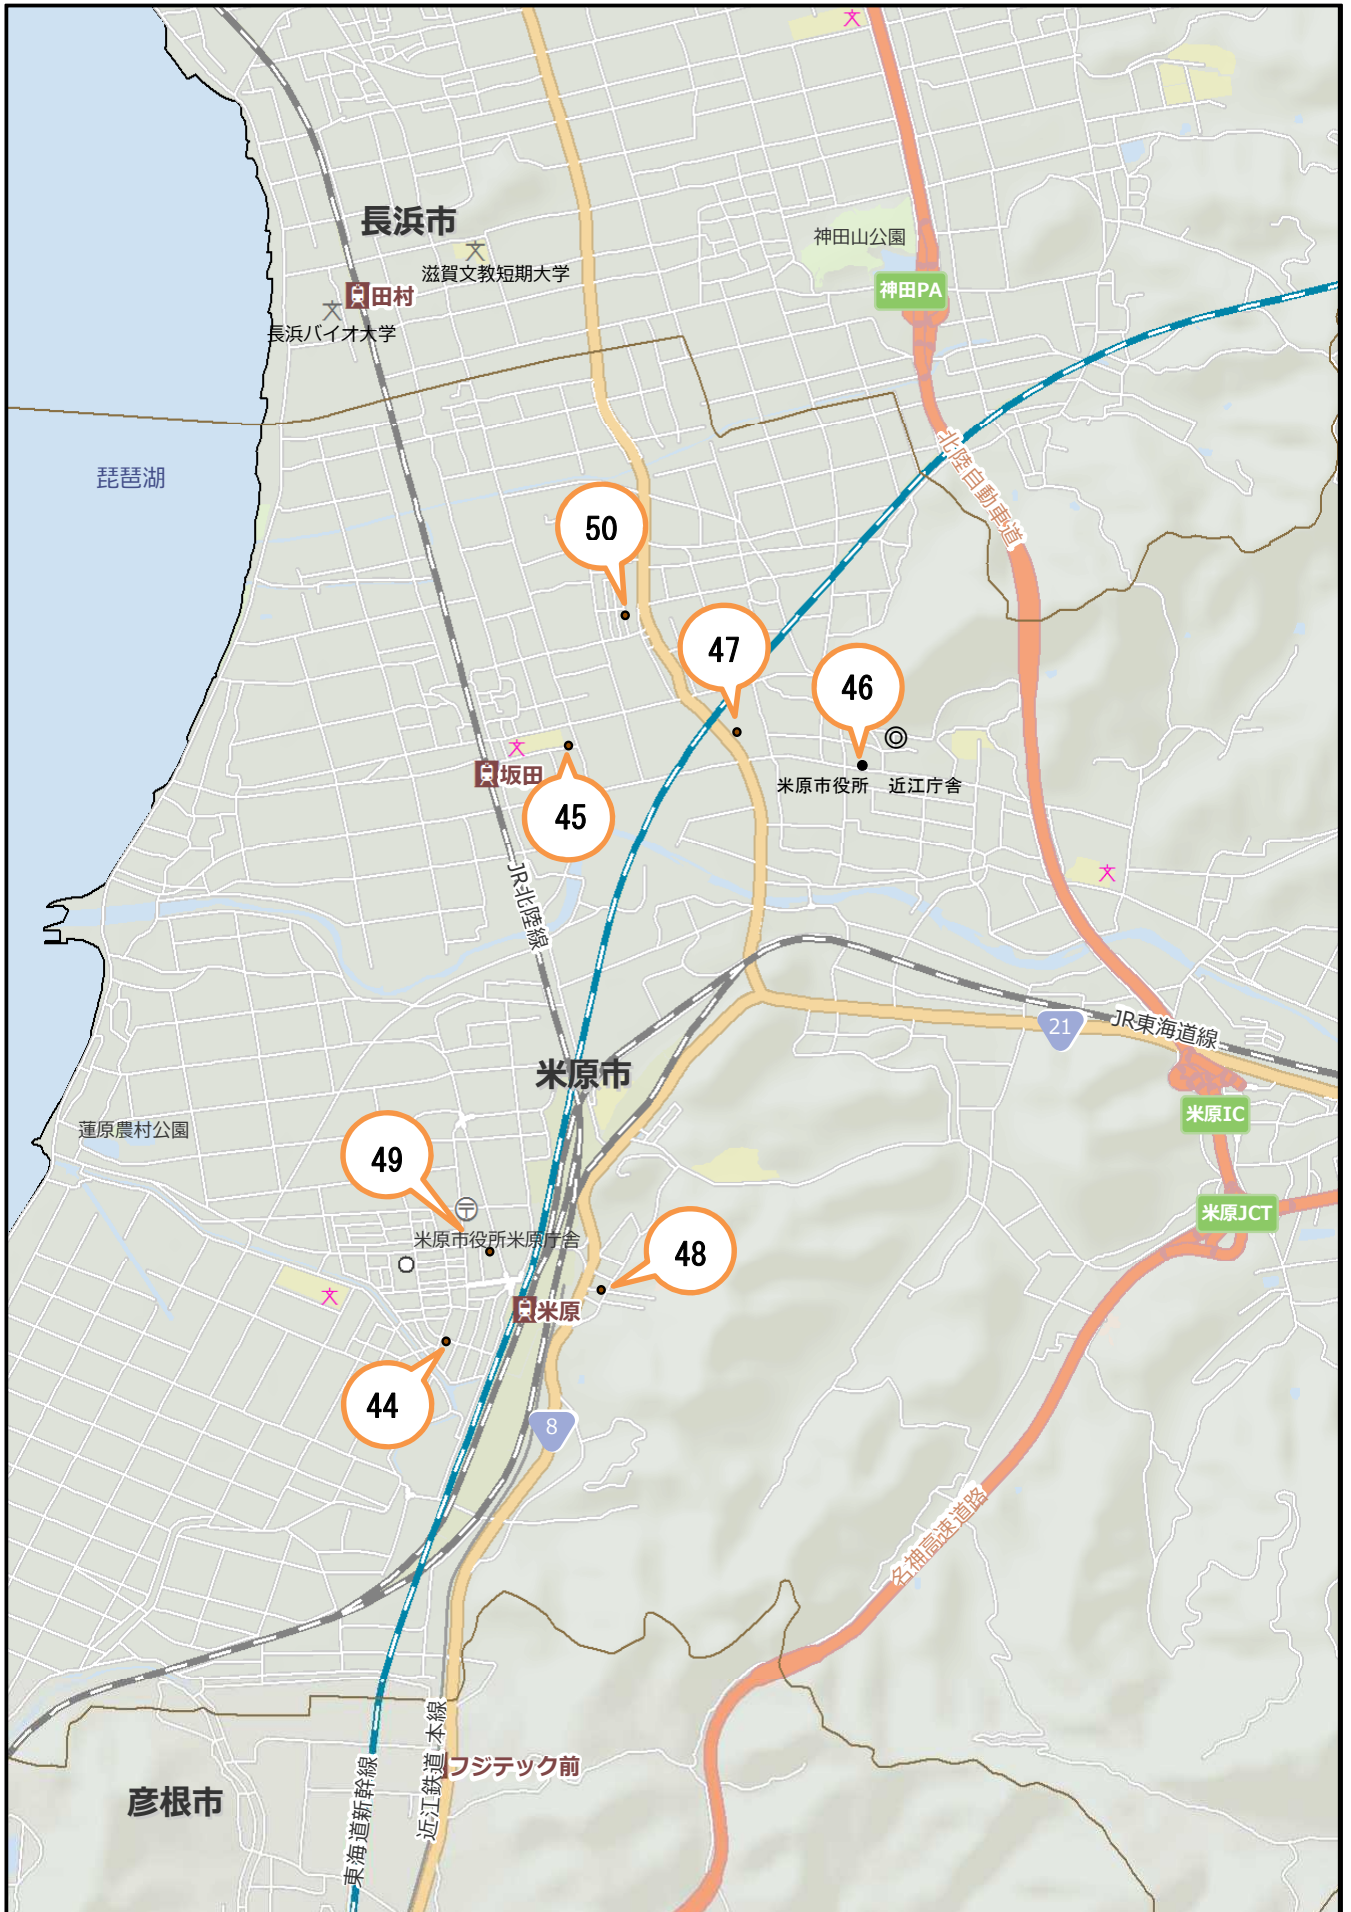 長浜市
神田山公園
滋賀文教短期大学
神田PA
田村
長浜バイオ大学
北陸自動車道
琵琶湖
50
47
46
坂田
米原市役所 近江庁舎
45
JR北陸線
21
JR東海道線
米原市
米原IC
蓮原農村公園
49
米原JCT
米原市役所米原庁舎
48
米原
44
8
名神高速道路
フジテック前
近江鉄道本線
東海道新幹線
彦根市